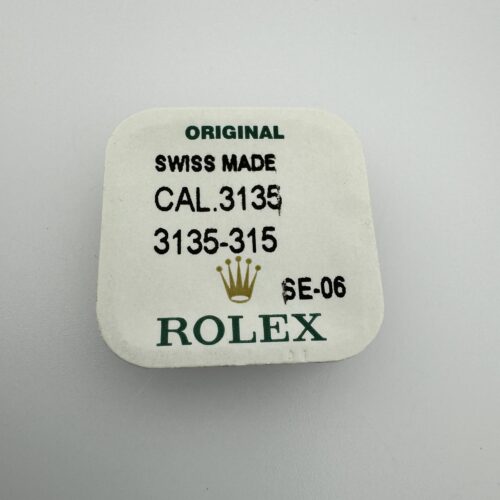 ORIGINAL
SWISS MADE
CAL.3135
3135-315
SE-06
ROLEX